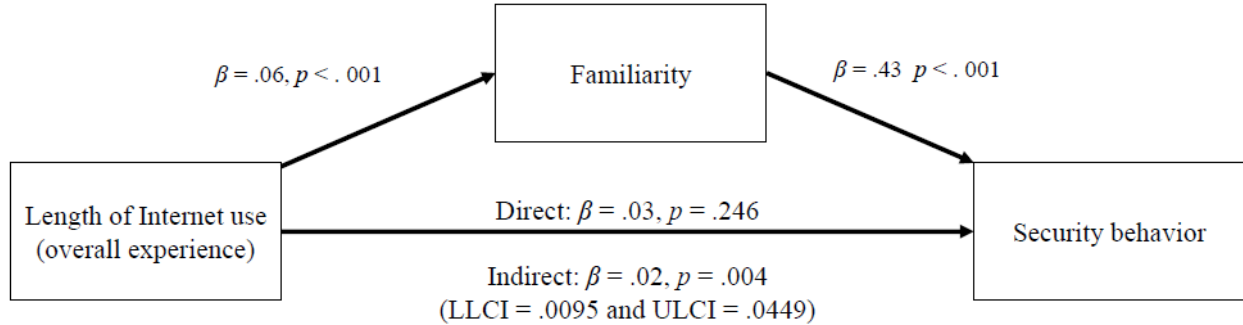 β = .06, p < . 001
Familiarity
β = .43 p < .001
Length of Internet use
(overall experience)
Direct: β = .03, p = .246
Security behavior
Indirect: β = .02, p = .004
(LLCI = .0095 and ULCI = .0449)